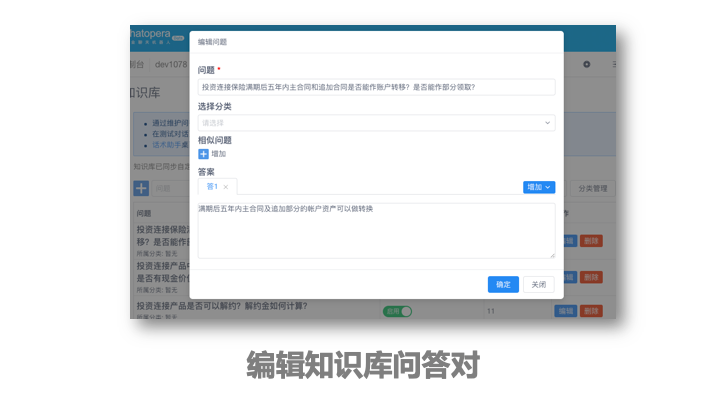 hatopera
编辑问题
dev1078
问题 *
投资连接保险满期后五年内主合同和追加合同是否能作账户转移? 是否能作部分领取?
知识库
选择分类
请选择
通过维护问
在测试对话
话术助手桌
相似问题
增加
知识库已同步自
答案
答1 ×
增加
问题
分类管理
满期后五年内主合同及追加部分的帐户资产可以做转换
问题
投资连接保险
移? 是否能作
编辑 删除
所属分类: 暂无
投资连接产品
是否有现金价
编辑 删除
所属分类: 暂无
确定 关闭
投资连接产品是否可以解约? 解约金如何计算?
启用
11
编辑 删除
所属分类: 暂无
编辑知识库问答对